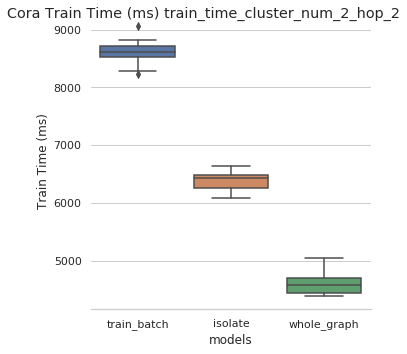 Cora Train Time (ms) train_time_cluster_num_2_hop_2
9000
8000
7000
6000
5000
Train Time (ms)
train_batch isolate whole_graph
models